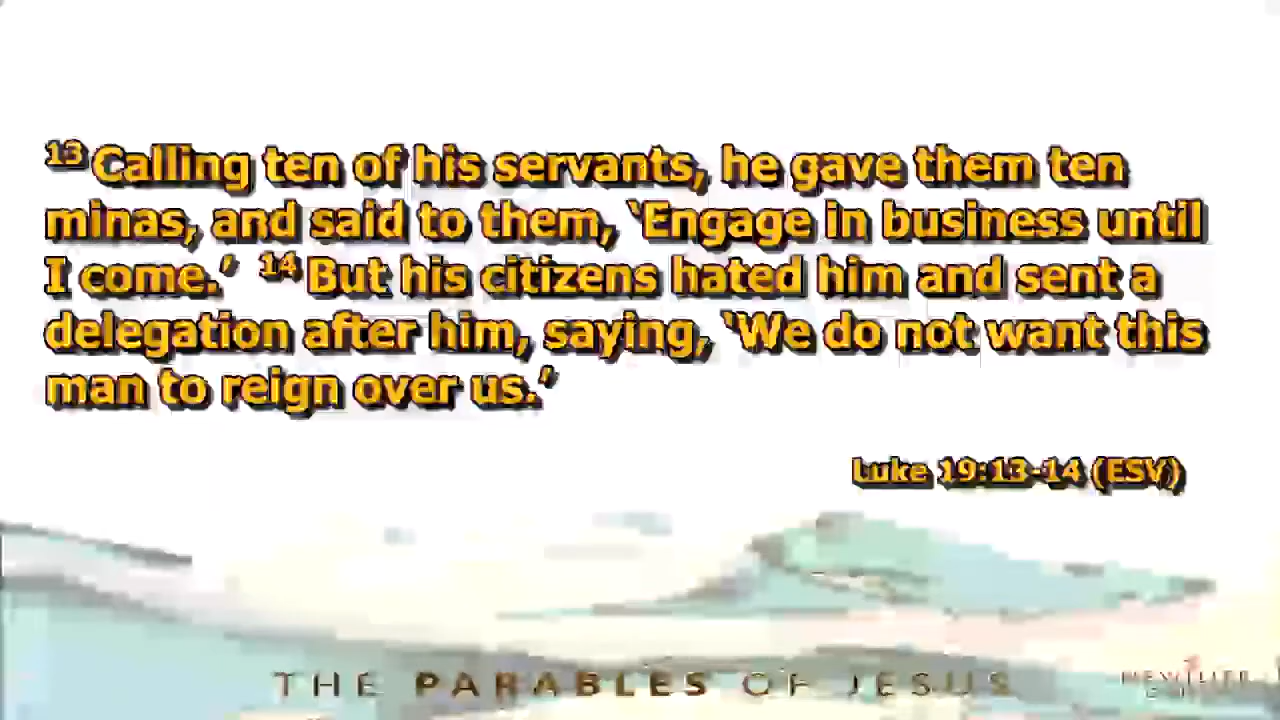 13 Calling ten of his servants, he gave them ten
minas, and said to them, ‘Engage in business until
I come.’ 14 But his citizens hated him and sent a
delegation after him, saying, ‘We do not want this
man to reign over us.’
Luke 19:13-14 (ESV)
THE PARABLES OF JESUS